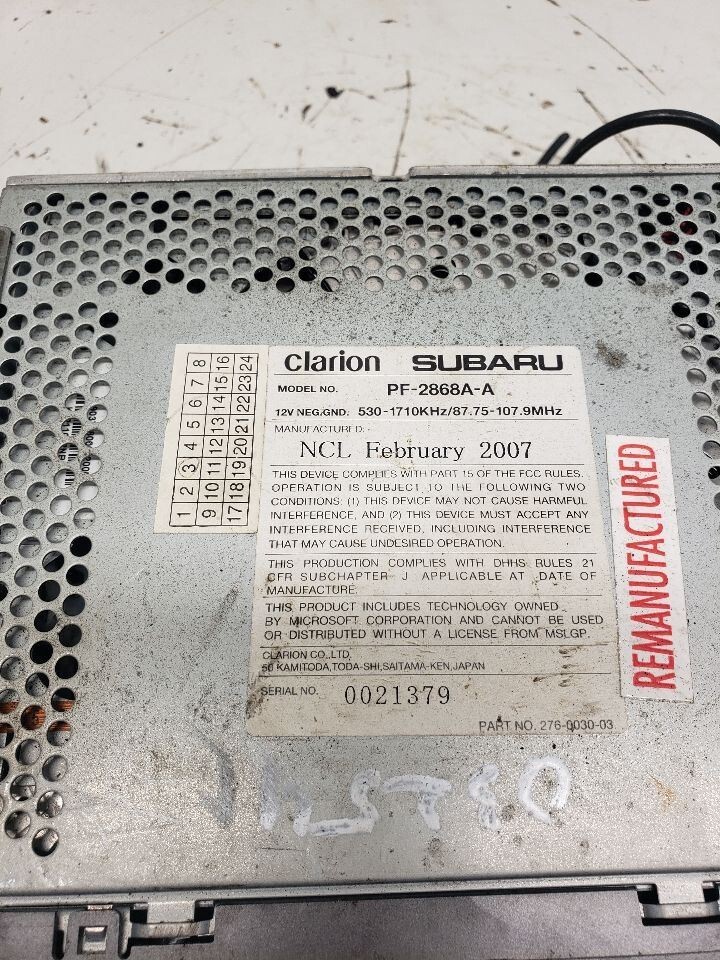 clarion SUBARU
MODEL NO. PF-2868A-A
12V NEG/GND. 530-1710KHz/87.75-107.9MHz
MANUFACTURED:
NCL February 2007
THIS DEVICE COMPLIES WITH PART 15 OF THE FCC RULES.
OPERATION IS SUBJECT TO THE FOLLOWING TWO
CONDITIONS: (1) THIS DEVICE MAY NOT CAUSE HARMFUL
INTERFERENCE, AND (2) THIS DEVICE MUST ACCEPT ANY
INTERFERENCE RECEIVED, INCLUDING INTERFERENCE
THAT MAY CAUSE UNDESIRED OPERATION.
THIS PRODUCTION COMPLIES WITH DHHS RULES 21
CFR SUBCHAPTER J APPLICABLE AT DATE OF
MANUFACTURE.
THIS PRODUCT INCLUDES TECHNOLOGY OWNED
BY MICROSOFT CORPORATION AND CANNOT BE USED
OR DISTRIBUTED WITHOUT A LICENSE FROM MSLGP.
CLARION CO.,LTD.
50 KAMITODA,TODA-SHI,SAITAMA-KEN,JAPAN
SERIAL NO. 0021379
PART NO. 276-0030-03
1 2 3 4 5 6 7 8
9 10 11 12 13 14 15 16
17 18 19 20 21 22 23 24
REMANUFACTURED